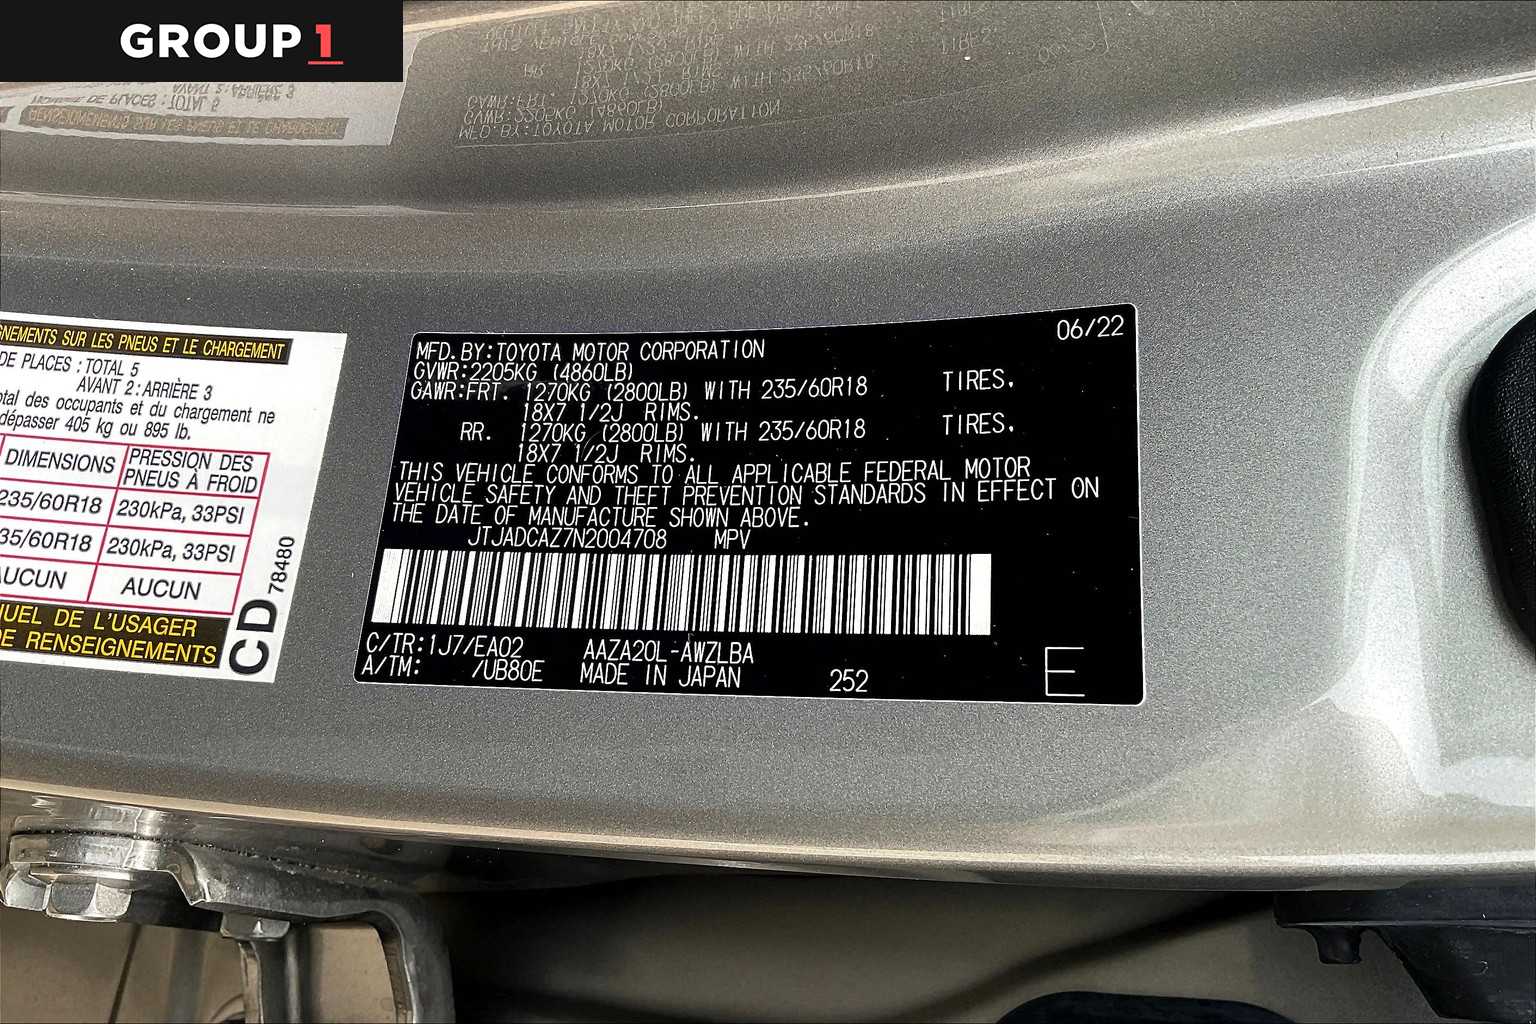 GROUP 1
GNEMENTS SUR LES PNEUS ET LE CHARGEMENT
DE PLACES : TOTAL 5
AVANT 2 : ARRIÈRE 3
otal des occupants et du chargement ne
dépasser 405 kg ou 895 lb.
DIMENSIONS PRESSION DES PNEUS À FROID
235/60R18 230kPa, 33PSI
35/60R18 230kPa, 33PSI
AUCUN AUCUN
NUEL DE L'USAGER
DE RENSEIGNEMENTS
CD 78480
06/22
MFD. BY: TOYOTA MOTOR CORPORATION
GVWR: 2205KG (4860LB)
GAWR: FRT. 1270KG (2800LB) WITH 235/60R18 TIRES,
18X7 1/2J RIMS.
RR. 1270KG (2800LB) WITH 235/60R18 TIRES,
18X7 1/2J RIMS.
THIS VEHICLE CONFORMS TO ALL APPLICABLE FEDERAL MOTOR
VEHICLE SAFETY AND THEFT PREVENTION STANDARDS IN EFFECT ON
THE DATE OF MANUFACTURE SHOWN ABOVE.
JTJADCAZ7N2004708 MPV
C/TR: 1J7/EA02 AAZA20L-AWZLBA
A/TM: /UB80E MADE IN JAPAN 252 E